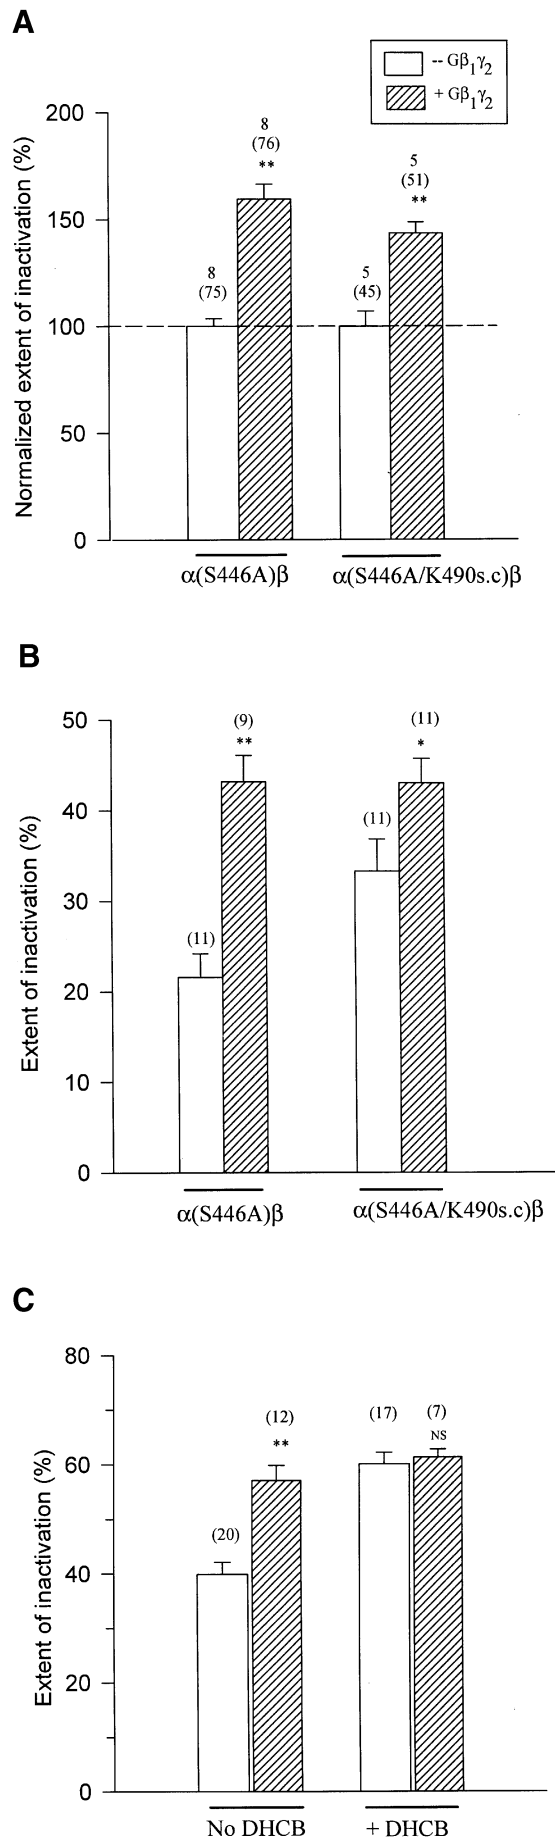 A
-- Gβ1γ2
+ Gβ1γ2
Normalized extent of inactivation (%)
200
150
100
50
0
8
(75)
8
(76)
**
5
(45)
5
(51)
**
α(S446A)β
α(S446A/K490s.c)β
B
Extent of inactivation (%)
50
40
30
20
10
0
(11)
(9)
**
(11)
(11)
*
α(S446A)β
α(S446A/K490s.c)β
C
Extent of inactivation (%)
80
60
40
20
0
(20)
(12)
**
(17)
(7)
NS
No DHCB
+ DHCB